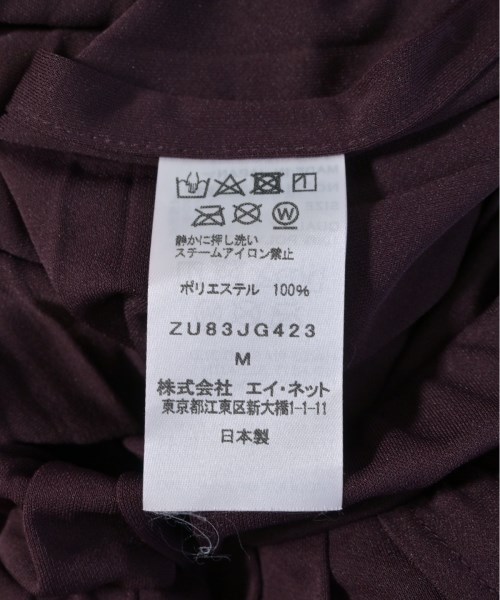 W
静かに押し洗い
スチームアイロン禁止
ポリエステル 100%
ZU83JG423
M
株式会社 エイ・ネット
東京都江東区新大橋1-1-11
日本製